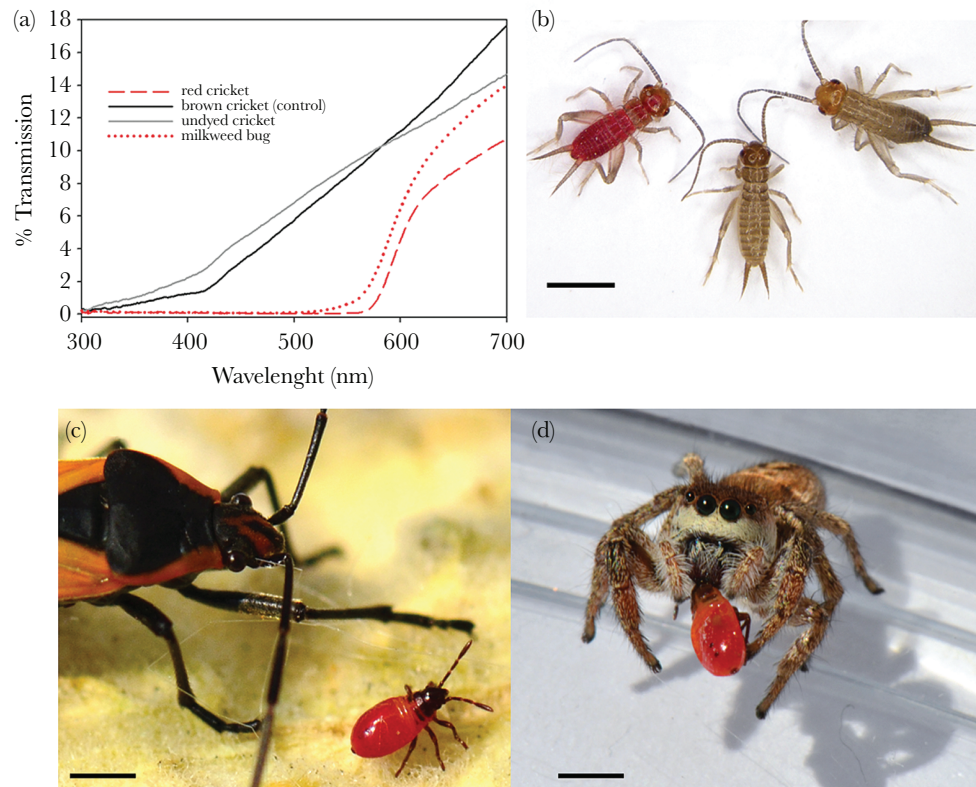 (a)
18
16
14
12
10
8
6
4
2
0
% Transmission
red cricket
brown cricket (control)
undyed cricket
milkweed bug
300 400 500 600 700
Wavelenght (nm)
(b)
(c)
(d)